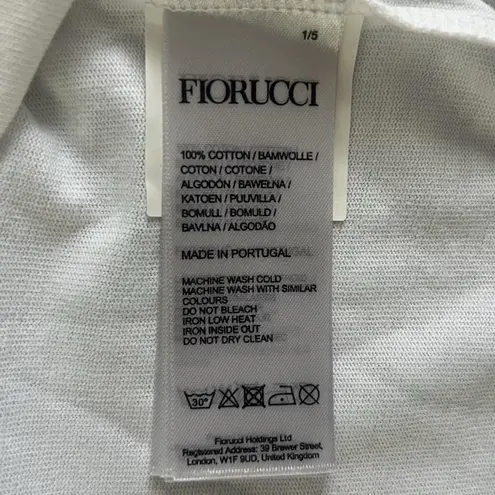 1/5
FIORUCCI
100% COTTON / BAMWOLLE /
COTON / COTONE /
ALGODÓN / BAWEŁNA /
KATOEN / PUUVILLA /
BOMULL / BOMULD /
BAVLNA / ALGODÃO
MADE IN PORTUGAL
MACHINE WASH COLD
MACHINE WASH WITH SIMILAR
COLOURS
DO NOT BLEACH
IRON LOW HEAT
IRON INSIDE OUT
DO NOT DRY CLEAN
30°
Fiorucci Holdings Ltd
Registered Address: 39 Brewer Street,
London, W1F 9UD, United Kingdom